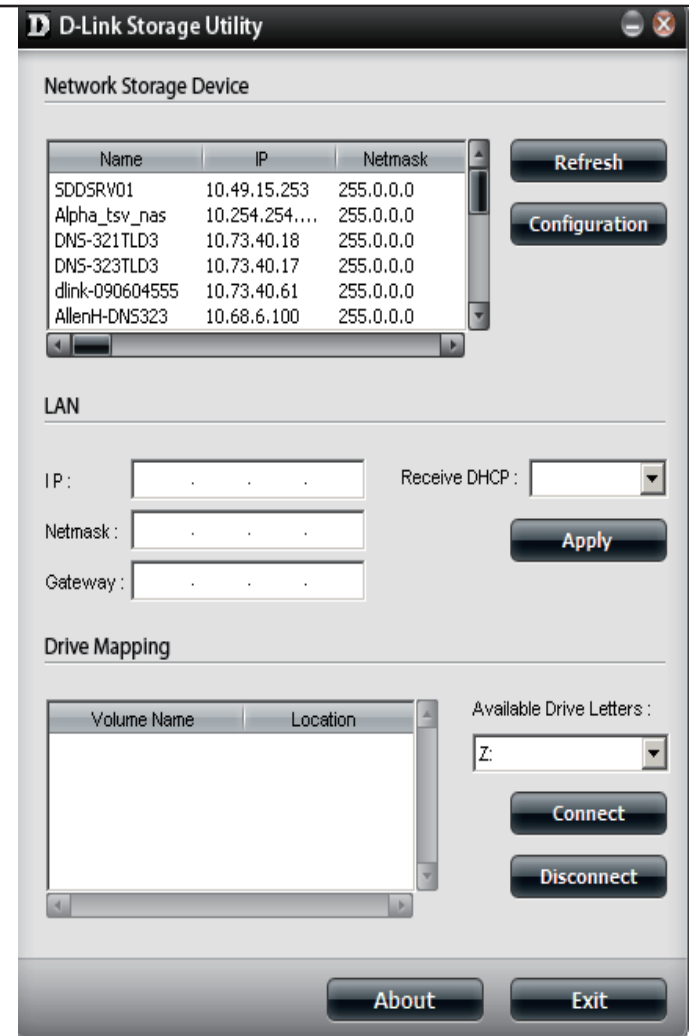 D D-Link Storage Utility
Network Storage Device
Name IP Netmask
SDDSRV01 10.49.15.253 255.0.0.0
Alpha_tsv_nas 10.254.254.... 255.0.0.0
DNS-321TLD3 10.73.40.18 255.0.0.0
DNS-323TLD3 10.73.40.17 255.0.0.0
dlink-090604555 10.73.40.61 255.0.0.0
AllenH-DNS323 10.68.6.100 255.0.0.0
Refresh
Configuration
LAN
IP : . . .
Receive DHCP :
Netmask : . . .
Apply
Gateway : . . .
Drive Mapping
Volume Name Location
Available Drive Letters :
Z:
Connect
Disconnect
About Exit